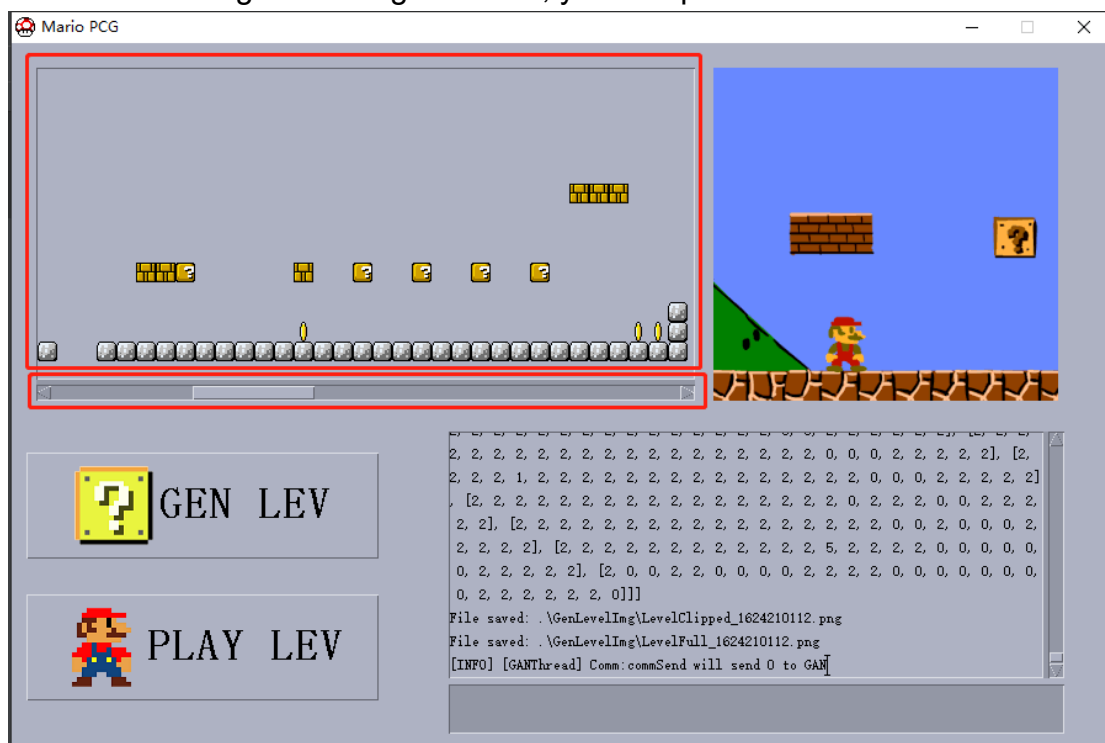 Mario PCG
GEN LEV
PLAY LEV
2, 2, 2, 2, 2, 2, 2, 2, 2, 2, 2, 2, 2, 2, 2, 2, 2, 0, 0, 0, 2, 2, 2, 2, 2], [2,
2, 2, 2, 1, 2, 2, 2, 2, 2, 2, 2, 2, 2, 2, 2, 2, 2, 2, 2, 0, 0, 0, 2, 2, 2, 2, 2]
, [2, 2, 2, 2, 2, 2, 2, 2, 2, 2, 2, 2, 2, 2, 2, 2, 2, 0, 2, 2, 2, 0, 0, 2, 2, 2,
2, 2], [2, 2, 2, 2, 2, 2, 2, 2, 2, 2, 2, 2, 2, 2, 2, 2, 2, 0, 0, 2, 0, 0, 0, 2,
2, 2, 2, 2], [2, 2, 2, 2, 2, 2, 2, 2, 2, 2, 2, 2, 5, 2, 2, 2, 2, 0, 0, 0, 0, 0,
0, 2, 2, 2, 2, 2], [2, 0, 0, 2, 2, 0, 0, 0, 0, 2, 2, 2, 2, 0, 0, 0, 0, 0, 0, 0,
0, 2, 2, 2, 2, 2, 2, 0]]]
File saved: .\GenLevelImg\LevelClipped_1624210112.png
File saved: .\GenLevelImg\LevelFull_1624210112.png
[INFO] [GANThread] Comm:commSend will send 0 to GAN